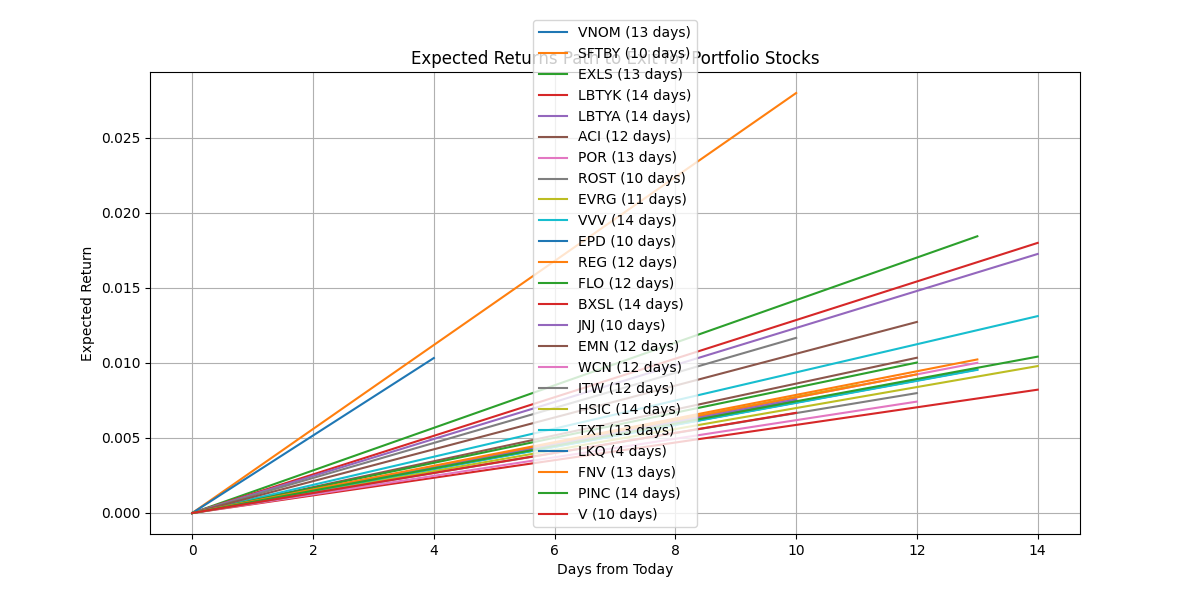 Expected Returns Path to Exit for Portfolio Stocks
VNOM (13 days)
SFTBY (10 days)
EXLS (13 days)
LBTYK (14 days)
LBTYA (14 days)
ACI (12 days)
POR (13 days)
ROST (10 days)
EVRG (11 days)
VVV (14 days)
EPD (10 days)
REG (12 days)
FLO (12 days)
BXSL (14 days)
JNJ (10 days)
EMN (12 days)
WCN (12 days)
ITW (12 days)
HSIC (14 days)
TXT (13 days)
LKQ (4 days)
FNV (13 days)
PINC (14 days)
V (10 days)
Expected Return
0.025
0.020
0.015
0.010
0.005
0.000
0 2 4 6 8 10 12 14
Days from Today